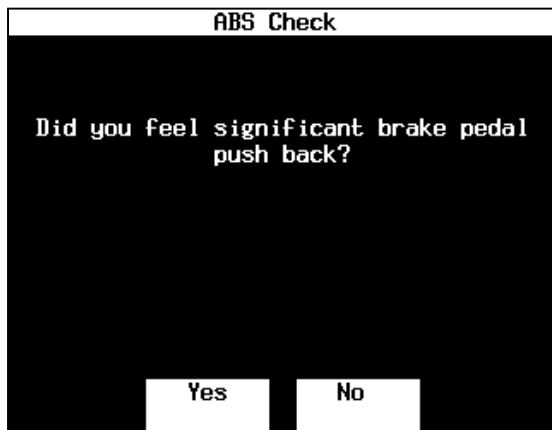 ABS Check
Did you feel significant brake pedal
push back?
Yes No